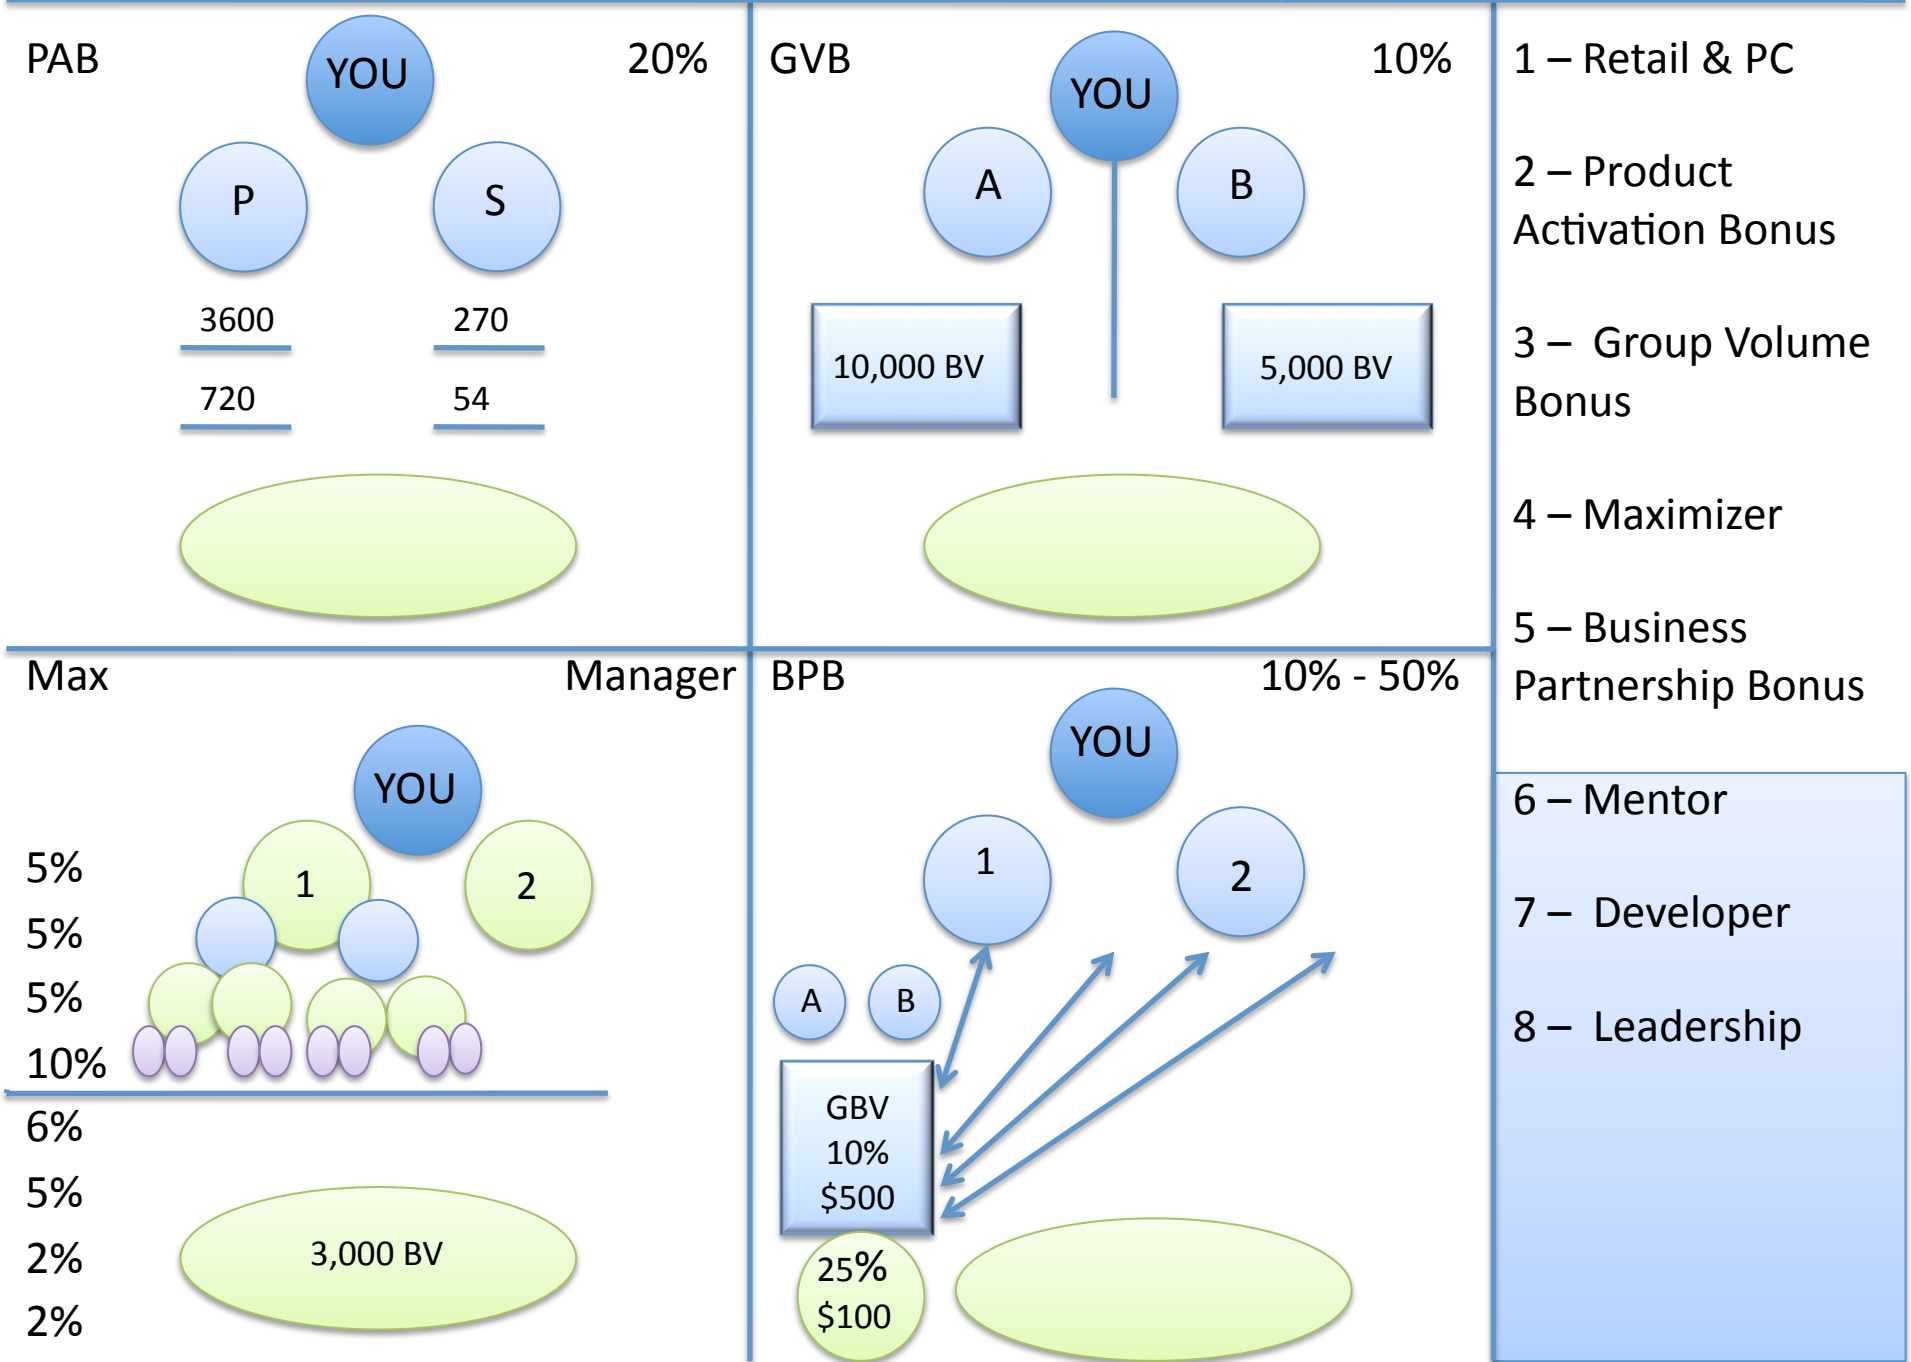 PAB
20%
YOU
P
S
3600
270
720
54
GVB
10%
YOU
A
B
10,000 BV
5,000 BV
Max
Manager
YOU
1
2
5%
5%
5%
10%
6%
5%
2%
2%
3,000 BV
BPB
10% - 50%
YOU
1
2
A
B
GBV
10%
$500
25%
$100
1 – Retail & PC
2 – Product
Activation Bonus
3 – Group Volume
Bonus
4 – Maximizer
5 – Business
Partnership Bonus
6 – Mentor
7 – Developer
8 – Leadership